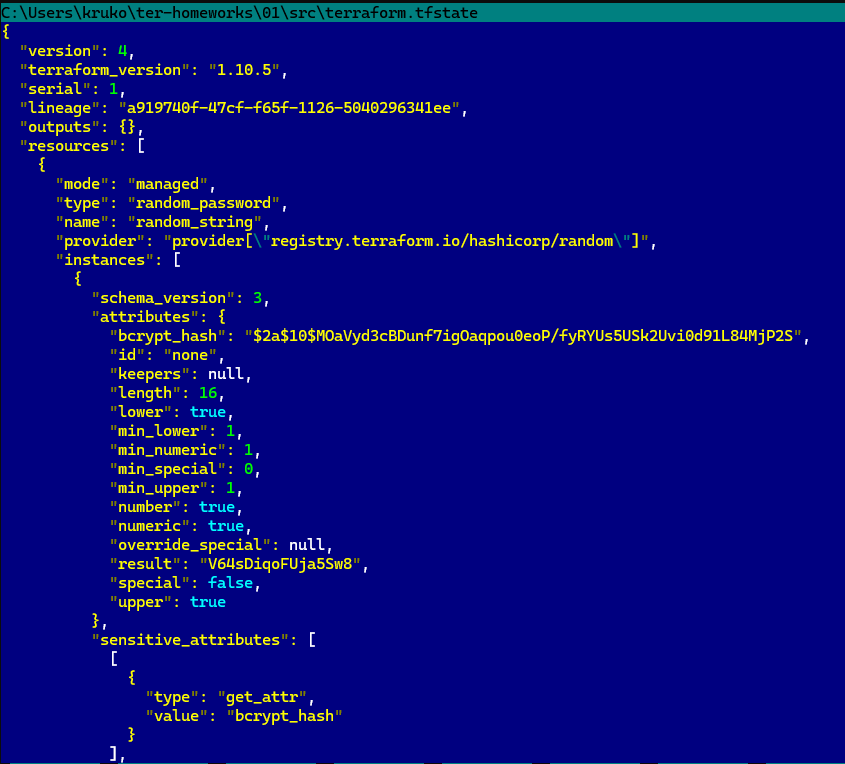 C:\Users\kruko\ter-homeworks\01\src\terraform.tfstate
{
  "version": 4,
  "terraform_version": "1.10.5",
  "serial": 1,
  "lineage": "a919740f-47cf-f65f-1126-5040296341ee",
  "outputs": {},
  "resources": [
    {
      "mode": "managed",
      "type": "random_password",
      "name": "random_string",
      "provider": "provider[\"registry.terraform.io/hashicorp/random\"]",
      "instances": [
        {
          "schema_version": 3,
          "attributes": {
            "bcrypt_hash": "$2a$10$MOaVyd3cBDunf7igOaqpou0eoP/fyRYUs5USk2Uvi0d91L84MjP2S",
            "id": "none",
            "keepers": null,
            "length": 16,
            "lower": true,
            "min_lower": 1,
            "min_numeric": 1,
            "min_special": 0,
            "min_upper": 1,
            "number": true,
            "numeric": true,
            "override_special": null,
            "result": "V64sDiqoFUja5Sw8",
            "special": false,
            "upper": true
          },
          "sensitive_attributes": [
            [
              {
                "type": "get_attr",
                "value": "bcrypt_hash"
              }
            ],